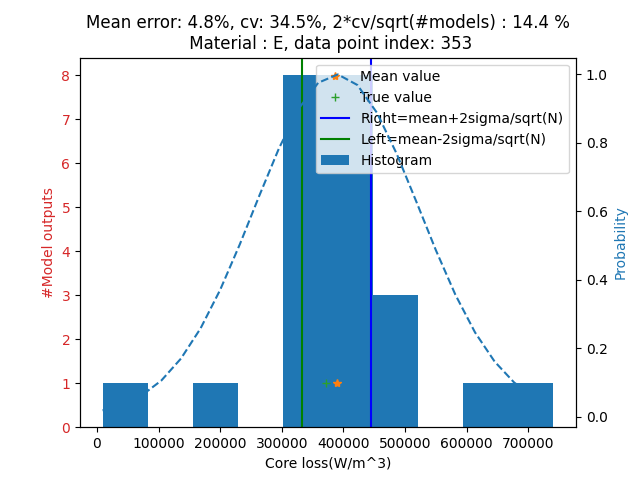 Mean error: 4.8%, cv: 34.5%, 2*cv/sqrt(#models) : 14.4 %
Material : E, data point index: 353
Mean value
True value
Right=mean+2sigma/sqrt(N)
Left=mean-2sigma/sqrt(N)
Histogram
#Model outputs
8
7
6
5
4
3
2
1
0
1.0
0.8
0.6
0.4
0.2
0.0
Probability
0 100000 200000 300000 400000 500000 600000 700000
Core loss(W/m^3)